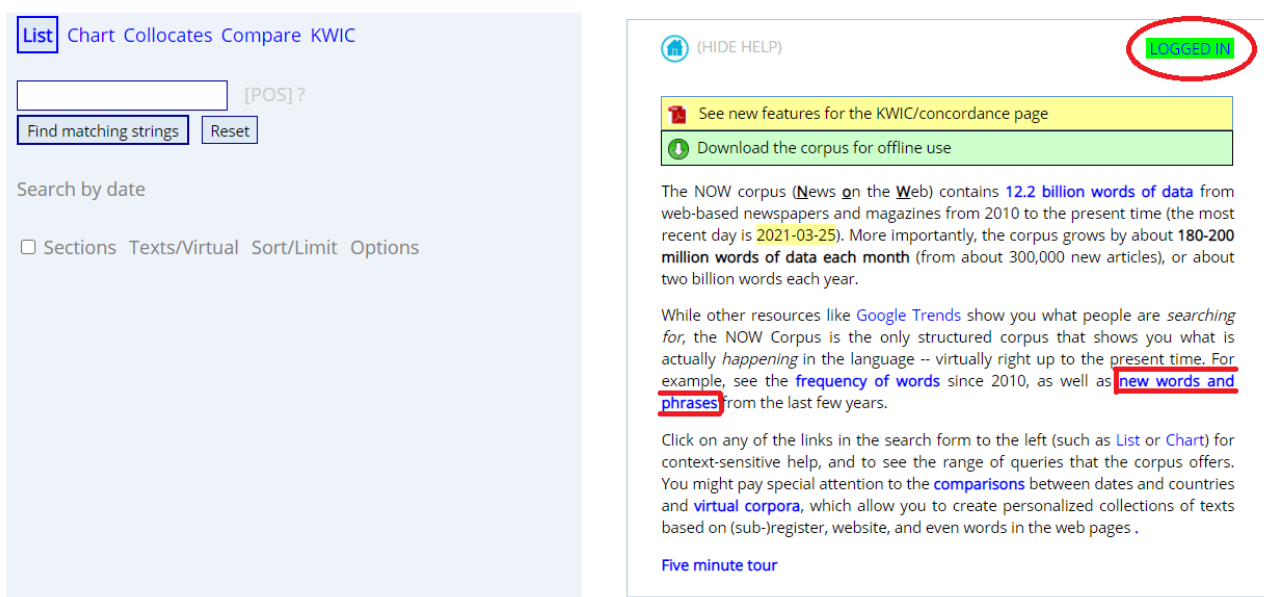 List Chart Collocates Compare KWIC
[POS] ?
Find matching strings Reset
Search by date
Sections Texts/Virtual Sort/Limit Options
(HIDE HELP) LOGGED IN
See new features for the KWIC/concordance page
Download the corpus for offline use
The NOW corpus (News on the Web) contains 12.2 billion words of data from
web-based newspapers and magazines from 2010 to the present time (the most
recent day is 2021-03-25). More importantly, the corpus grows by about 180-200
million words of data each month (from about 300,000 new articles), or about
two billion words each year.
While other resources like Google Trends show you what people are searching
for, the NOW Corpus is the only structured corpus that shows you what is
actually happening in the language -- virtually right up to the present time. For
example, see the frequency of words since 2010, as well as new words and
phrases from the last few years.
Click on any of the links in the search form to the left (such as List or Chart) for
context-sensitive help, and to see the range of queries that the corpus offers.
You might pay special attention to the comparisons between dates and countries
and virtual corpora, which allow you to create personalized collections of texts
based on (sub-)register, website, and even words in the web pages .
Five minute tour